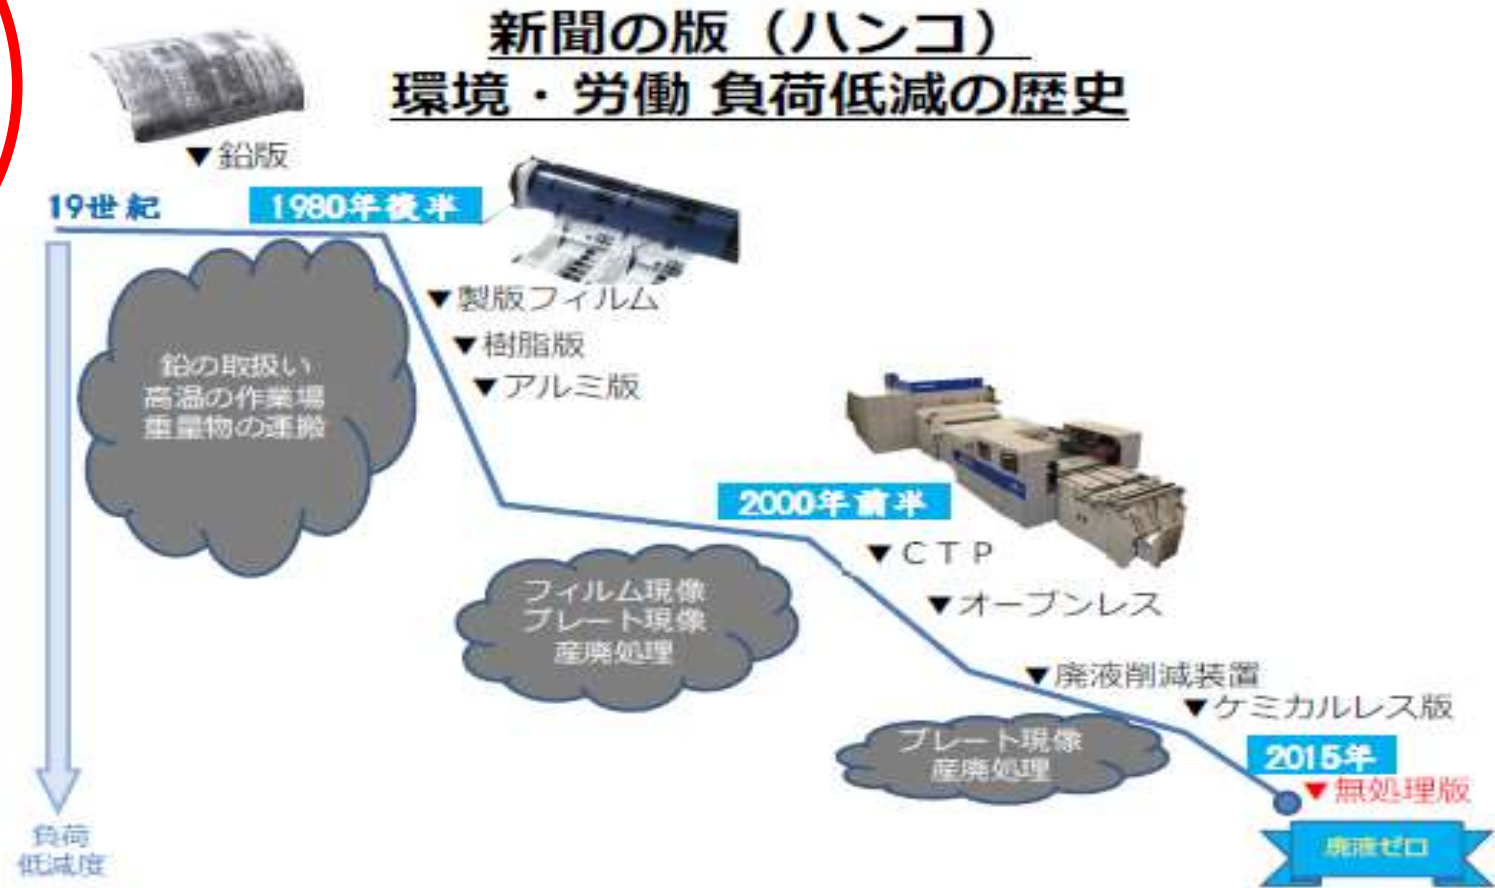 新聞の版（ハンコ）
環境・労働 負荷低減の歴史
▼鉛版
19世紀
1980年後半
▼製版フィルム
▼樹脂版
▼アルミ版
鉛の取扱い
高温の作業場
重量物の運搬
2000年前半
▼ＣＴＰ
▼オーブンレス
フィルム現像
プレート現像
産廃処理
▼廃液削減装置
▼ケミカルレス版
プレート現像
産廃処理
2015年
▼無処理版
廃液ゼロ
負荷
低減度